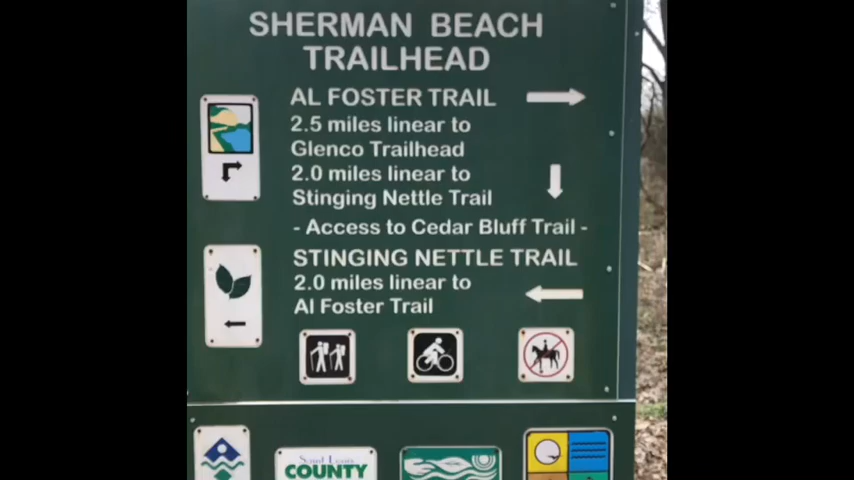 SHERMAN BEACH
TRAILHEAD
AL FOSTER TRAIL
2.5 miles linear to
Glenco Trailhead
2.0 miles linear to
Stinging Nettle Trail
- Access to Cedar Bluff Trail -
STINGING NETTLE TRAIL
2.0 miles linear to
Al Foster Trail
Saint Louis
COUNTY